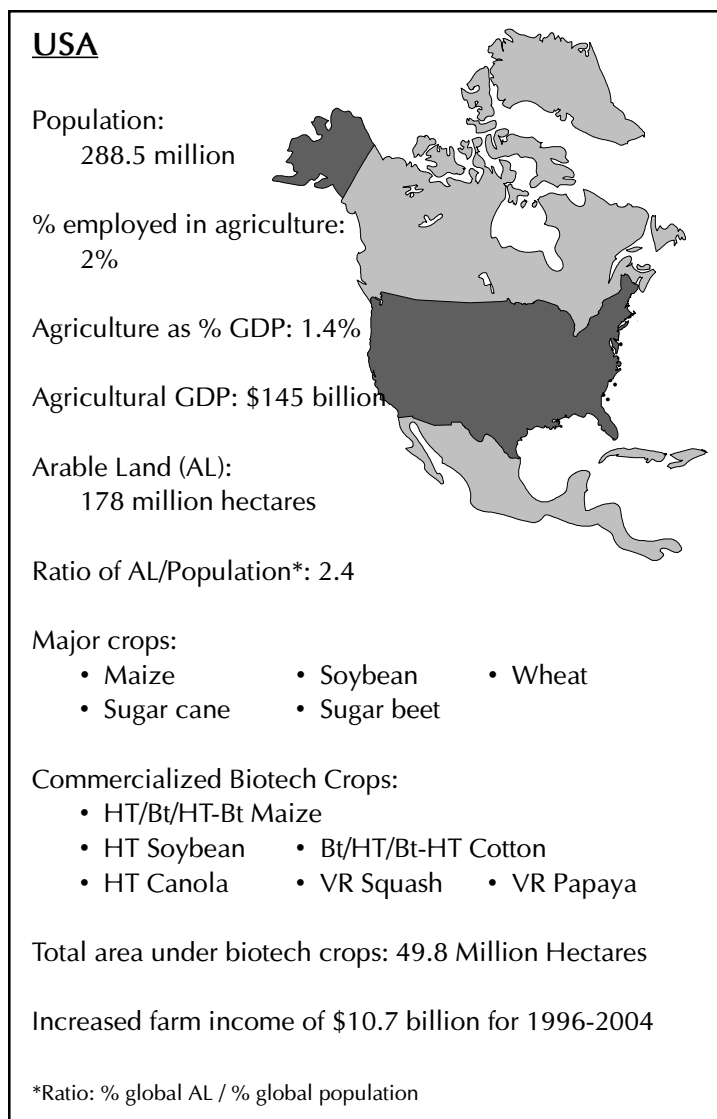 USA
Population:
288.5 million
% employed in agriculture:
2%
Agriculture as % GDP: 1.4%
Agricultural GDP: $145 billion
Arable Land (AL):
178 million hectares
Ratio of AL/Population*: 2.4
Major crops:
• Maize • Soybean • Wheat
• Sugar cane • Sugar beet
Commercialized Biotech Crops:
• HT/Bt/HT-Bt Maize
• HT Soybean • Bt/HT/Bt-HT Cotton
• HT Canola • VR Squash • VR Papaya
Total area under biotech crops: 49.8 Million Hectares
Increased farm income of $10.7 billion for 1996-2004
*Ratio: % global AL / % global population